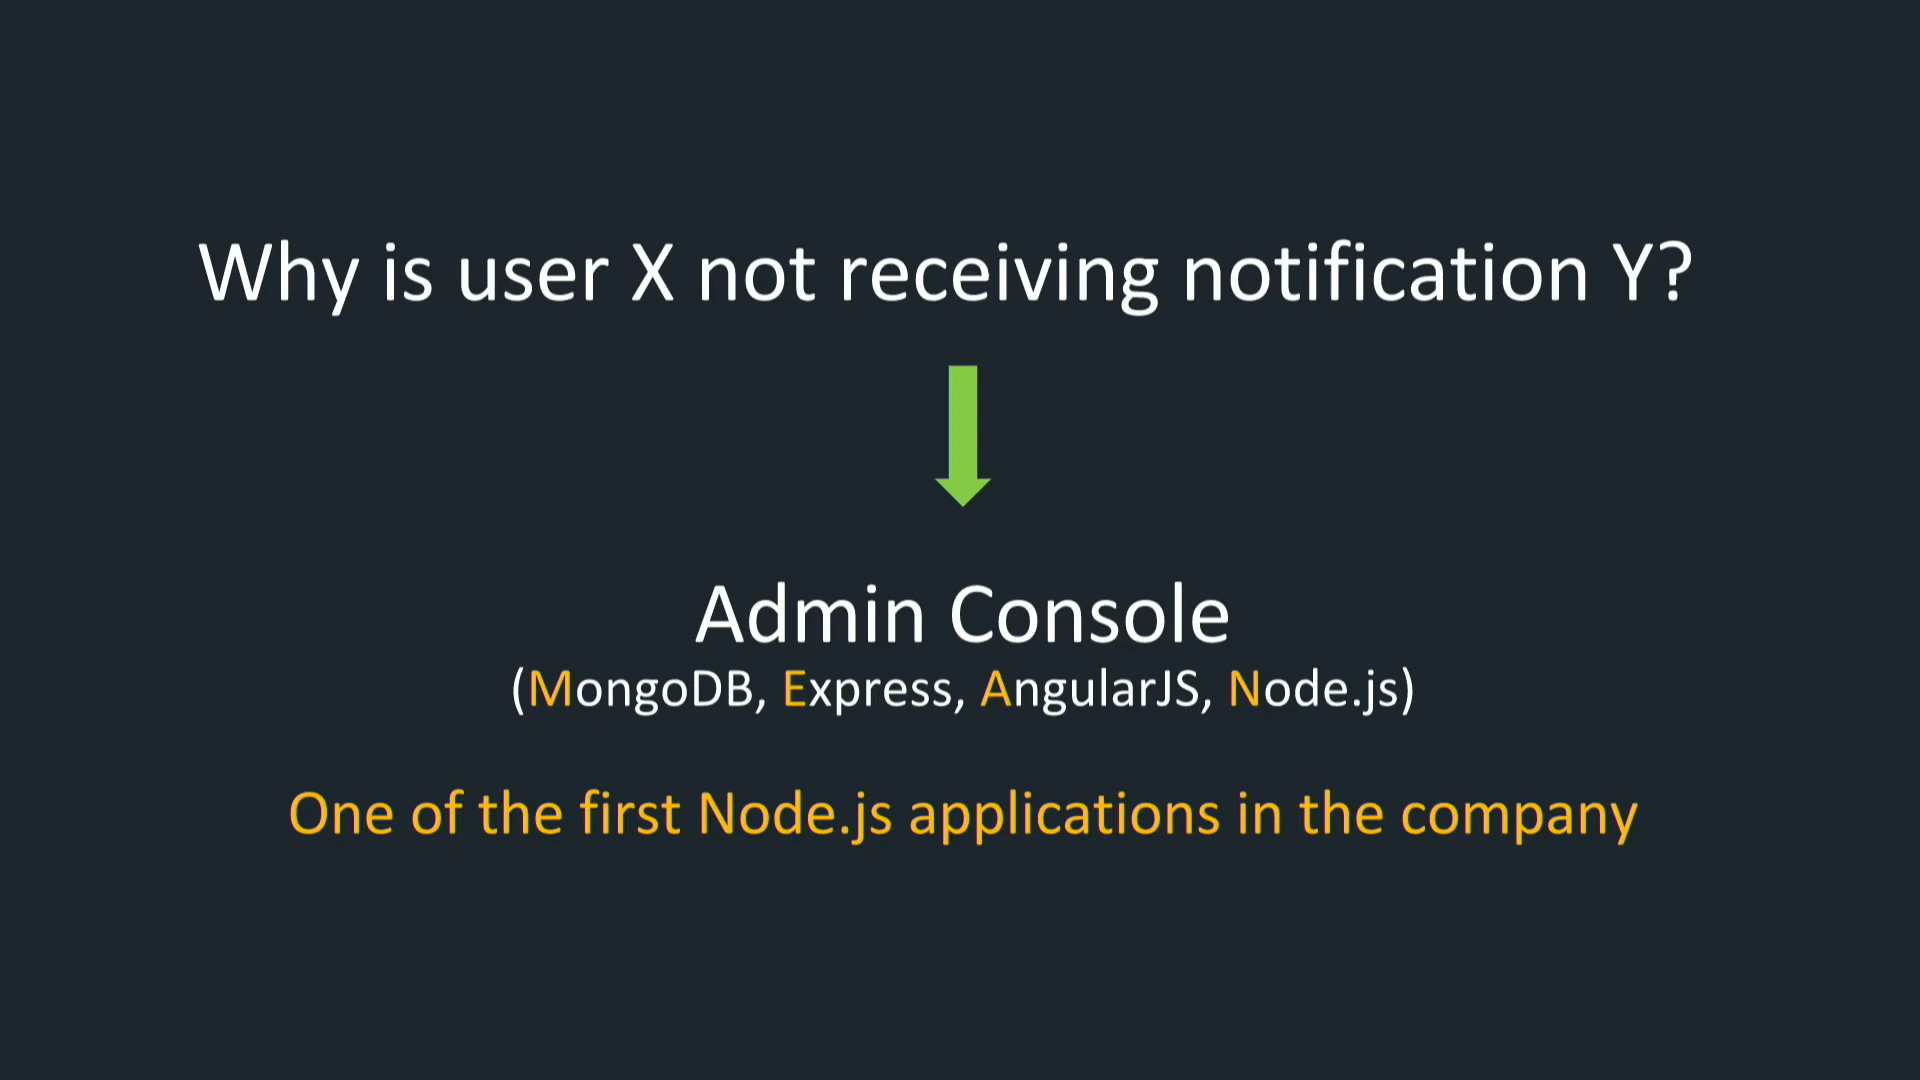 Why is user X not receiving notification Y?
Admin Console
(MongoDB, Express, AngularJS, Node.js)
One of the first Node.js applications in the company